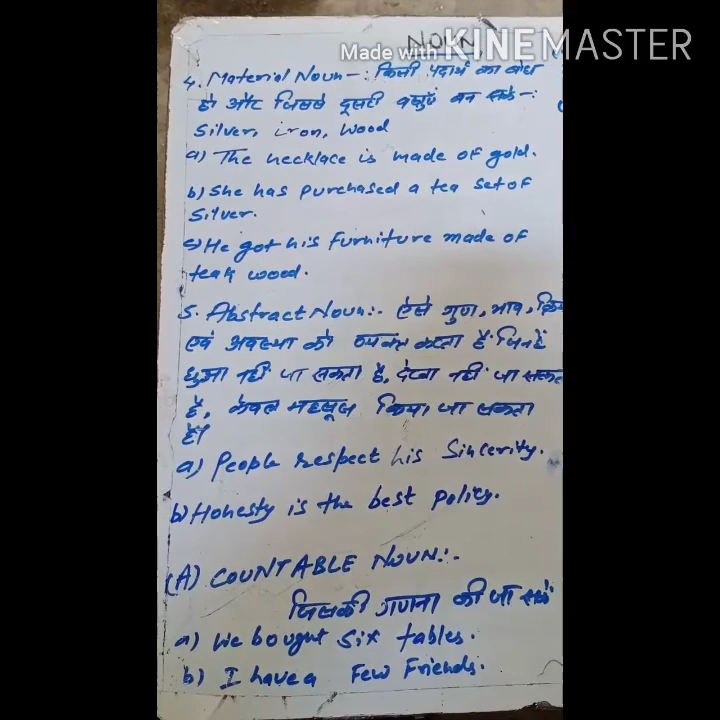 NOUN
Made with KINEMASTER
4. Material Noun -: किसी पदार्थ का बोध
हो और जिससे दूसरी वस्तुएं बन सकें -:
Silver, iron, Wood
a) The necklace is made of gold.
b) She has purchased a tea set of
Silver.
c) He got his furniture made of
teak wood.
5. Abstract Noun:. ऐसे गुण, भाव, क्रि
एवं अवस्था को व्यक्त करता है जिन्हें
छुआ नहीं जा सकता है, देखा नहीं जा सकत
है, केवल महसूस किया जा सकता
है।
a) People respect his Sincerity.
b) Honesty is the best policy.
(A) COUNTABLE NOUN:.
जिसकी गणना की जा सके
a) We bought Six tables.
b) I have a Few Friends.